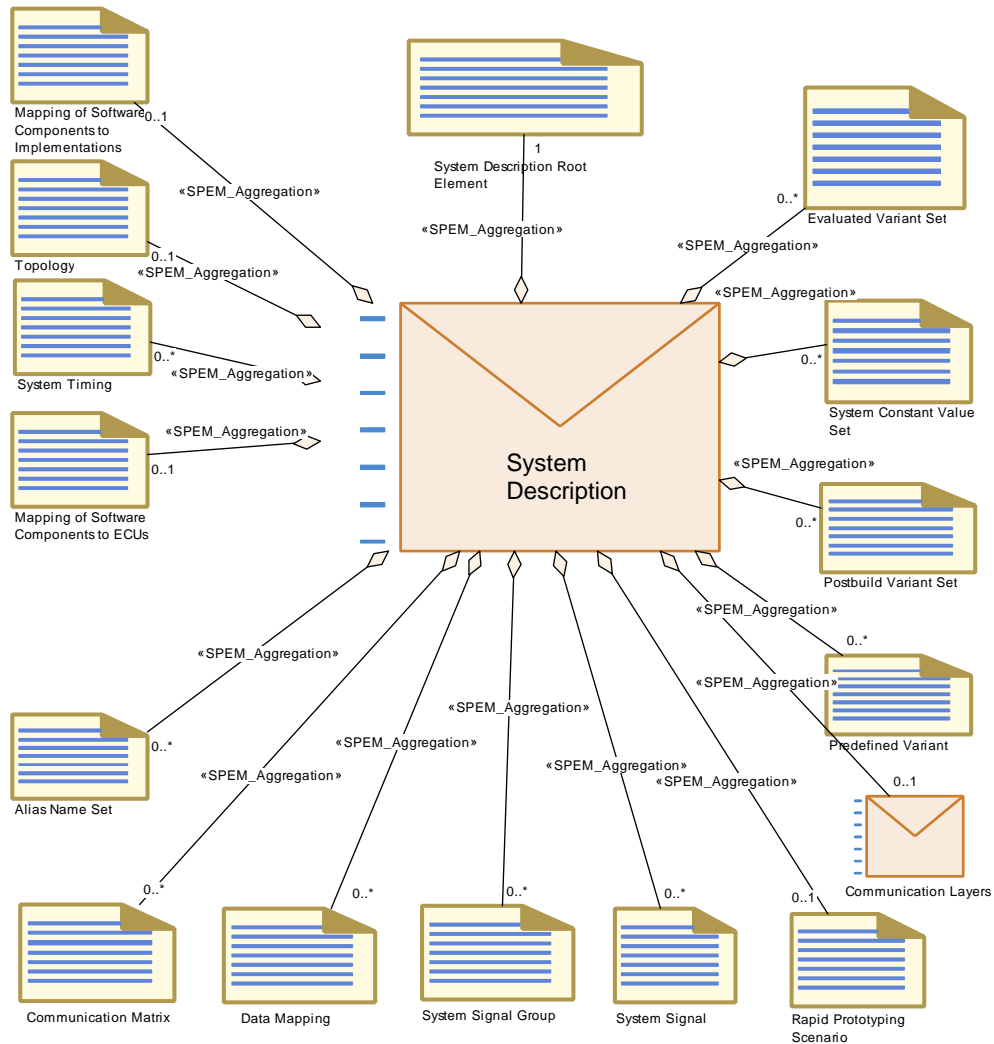 Mapping of Software
Components to
Implementations
0..1
«SPEM_Aggregation»
1
System Description Root
Element
«SPEM_Aggregation»
0..*
Evaluated Variant Set
«SPEM_Aggregation»
Topology
0..1
«SPEM_Aggregation»
«SPEM_Aggregation»
0..*
System Constant Value
Set
System Timing
0..*
«SPEM_Aggregation»
«SPEM_Aggregation»
0..1
Mapping of Software
Components to ECUs
System
Description
«SPEM_Aggregation»
0..*
Postbuild Variant Set
«SPEM_Aggregation»
0..*
Predefined Variant
«SPEM_Aggregation»
0..*
Alias Name Set
«SPEM_Aggregation»
0..1
Communication Layers
«SPEM_Aggregation»
0..*
Communication Matrix
«SPEM_Aggregation»
0..*
Data Mapping
«SPEM_Aggregation»
0..*
System Signal Group
«SPEM_Aggregation»
0..*
System Signal
«SPEM_Aggregation»
0..1
Rapid Prototyping
Scenario